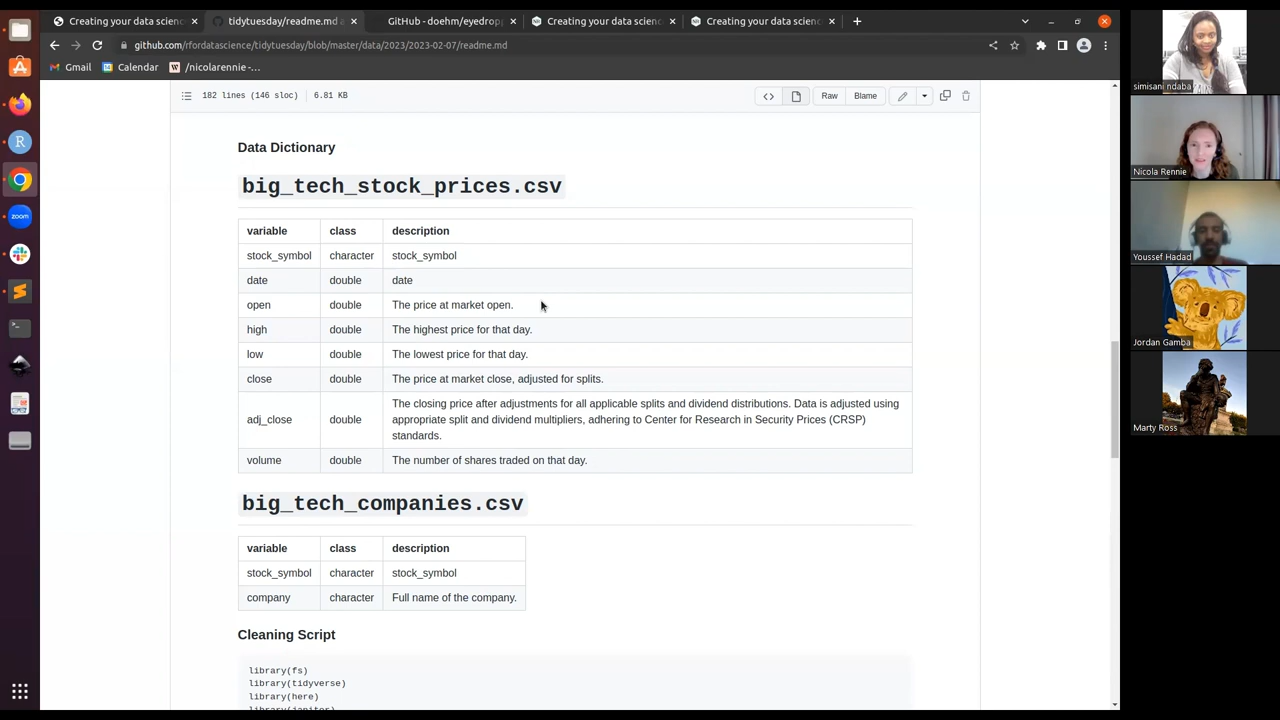 Creating your data scienc
tidytuesday/readme.md a
GitHub - doehm/eyedropp
Creating your data scienc
Creating your data scienc
github.com/rfordatascience/tidytuesday/blob/master/data/2023/2023-02-07/readme.md
Gmail
Calendar
/nicolarennie -…
182 lines (146 sloc)
6.81 KB
Raw
Blame
Data Dictionary
big_tech_stock_prices.csv
variable class description
stock_symbol character stock_symbol
date double date
open double The price at market open.
high double The highest price for that day.
low double The lowest price for that day.
close double The price at market close, adjusted for splits.
The closing price after adjustments for all applicable splits and dividend distributions. Data is adjusted using
adj_close double appropriate split and dividend multipliers, adhering to Center for Research in Security Prices (CRSP)
standards.
volume double The number of shares traded on that day.
big_tech_companies.csv
variable class description
stock_symbol character stock_symbol
company character Full name of the company.
Cleaning Script
library(fs)
library(tidyverse)
library(here)
simisani ndaba
Nicola Rennie
Youssef Hadad
Jordan Gamba
Marty Ross
zoom